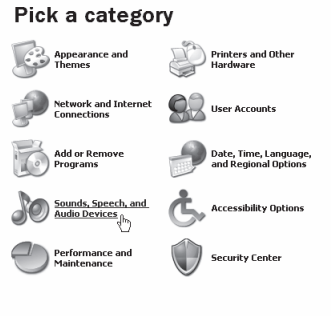 Pick a category
Appearance and
Themes
Printers and Other
Hardware
Network and Internet
Connections
User Accounts
Add or Remove
Programs
Date, Time, Language,
and Regional Options
Sounds, Speech, and
Audio Devices
Accessibility Options
Performance and
Maintenance
Security Center